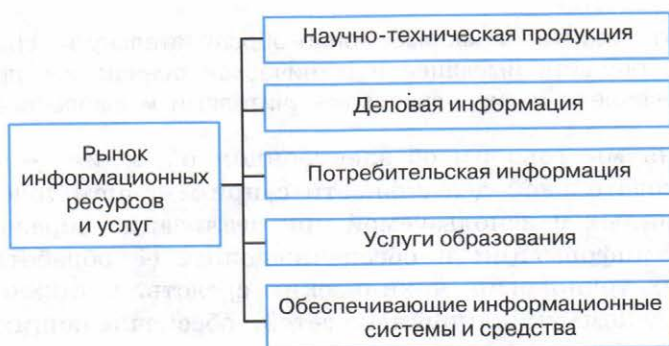 Научно-техническая продукция
Деловая информация
Рынок
информационных
ресурсов
и услуг
Потребительская информация
Услуги образования
Обеспечивающие информационные
системы и средства